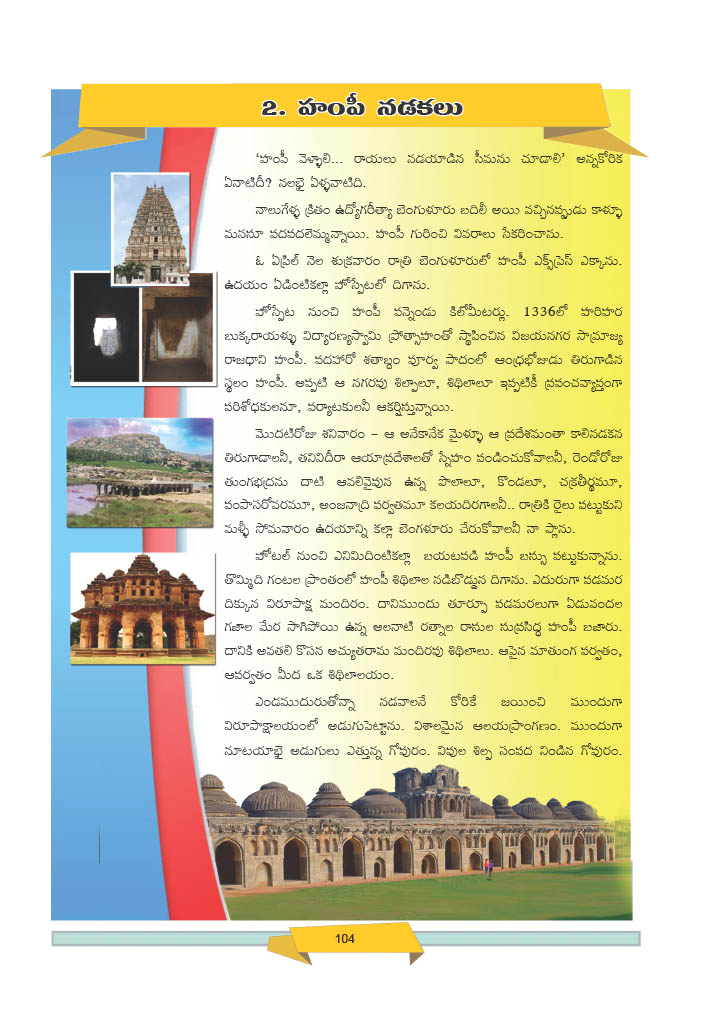 2. హంపీ నడకలు
‘హంపీ వెళ్ళాలి... రాయలు నడయాడిన సీమను చూడాలి’ అన్నకోరిక
ఏనాటిదీ? నలభై ఏళ్ళనాటిది.
నాలుగేళ్ళ క్రితం ఉద్యోగరీత్యా బెంగుళూరు బదిలీ అయి వచ్చినప్పుడు కాళ్ళూ
మనసూ పదపదలెమ్మన్నాయి. హంపీ గురించి వివరాలు సేకరించాను.
ఓ ఏప్రిల్ నెల శుక్రవారం రాత్రి బెంగుళూరులో హంపీ ఎక్స్‌ప్రెస్ ఎక్కాను.
ఉదయం ఏడింటికల్లా హోస్పేటలో దిగాను.
హోస్పేట నుంచి హంపీ పన్నెండు కిలోమీటర్లు. 1336లో హరిహర
బుక్కరాయళ్ళు విద్యారణ్యస్వామి ప్రోత్సాహంతో స్థాపించిన విజయనగర సామ్రాజ్య
రాజధాని హంపీ. పదహారో శతాబ్దం పూర్వ పాదంలో ఆంధ్రభోజుడు తిరుగాడిన
స్థలం హంపీ. అప్పటి ఆ నగరపు శిల్పాలూ, శిథిలాలూ ఇప్పటికీ ప్రపంచవ్యాప్తంగా
పరిశోధకులనూ, పర్యాటకులనీ ఆకర్షిస్తున్నాయి.
మొదటిరోజు శనివారం – ఆ అనేకానేక మైళ్ళూ ఆ ప్రదేశమంతా కాలినడకన
తిరుగాడాలనీ, తనివిదీరా ఆయాప్రదేశాలతో స్నేహం పండించుకోవాలనీ, రెండోరోజు
తుంగభద్రను దాటి ఆవలివైపున ఉన్న పొలాలూ, కొండలూ, చక్రతీర్థమూ,
పంపాసరోవరమూ, అంజనాద్రి పర్వతమూ కలయదిరగాలనీ.. రాత్రికి రైలు పట్టుకుని
మళ్ళీ సోమవారం ఉదయాన్ని కల్లా బెంగళూరు చేరుకోవాలనీ నా ప్లాను.
హోటల్ నుంచి ఎనిమిదింటికల్లా బయటపడి హంపీ బస్సు పట్టుకున్నాను.
తొమ్మిది గంటల ప్రాంతంలో హంపీ శిథిలాల నడిబొడ్డున దిగాను. ఎదురుగా పడమర
దిక్కున విరూపాక్ష మందిరం. దానిముందు తూర్పూ పడమరలుగా ఏడువందల
గజాల మేర సాగిపోయి ఉన్న అలనాటి రత్నాల రాసుల సుప్రసిద్ధ హంపీ బజారు.
దానికి అవతలి కొసన అచ్యుతరామ మందిరపు శిథిలాలు. ఆపైన మాతుంగ పర్వతం,
ఆపర్వతం మీద ఒక శిథిలాలయం.
ఎండముదురుతోన్నా నడవాలనే కోరికే జయించి ముందుగా
విరూపాక్షాలయంలో అడుగుపెట్టాను. విశాలమైన ఆలయప్రాంగణం. ముందుగా
నూటయాభై అడుగులు ఎత్తున్న గోపురం. విపుల శిల్ప సంపద నిండిన గోపురం.
104